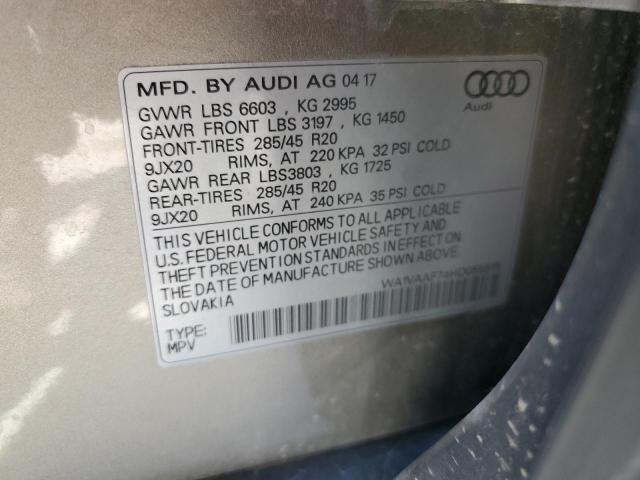 MFD. BY AUDI AG 04 17
Audi
GVWR LBS 6603 , KG 2995
GAWR FRONT LBS 3197 , KG 1450
FRONT-TIRES 285/45 R20
9JX20 RIMS, AT 220 KPA 32 PSI COLD
GAWR REAR LBS3803 , KG 1725
REAR-TIRES 285/45 R20
9JX20 RIMS, AT 240 KPA 35 PSI COLD
THIS VEHICLE CONFORMS TO ALL APPLICABLE
U.S. FEDERAL MOTOR VEHICLE SAFETY AND
THEFT PREVENTION STANDARDS IN EFFECT ON
THE DATE OF MANUFACTURE SHOWN ABOVE.
SLOVAKIA
TYPE:
MPV